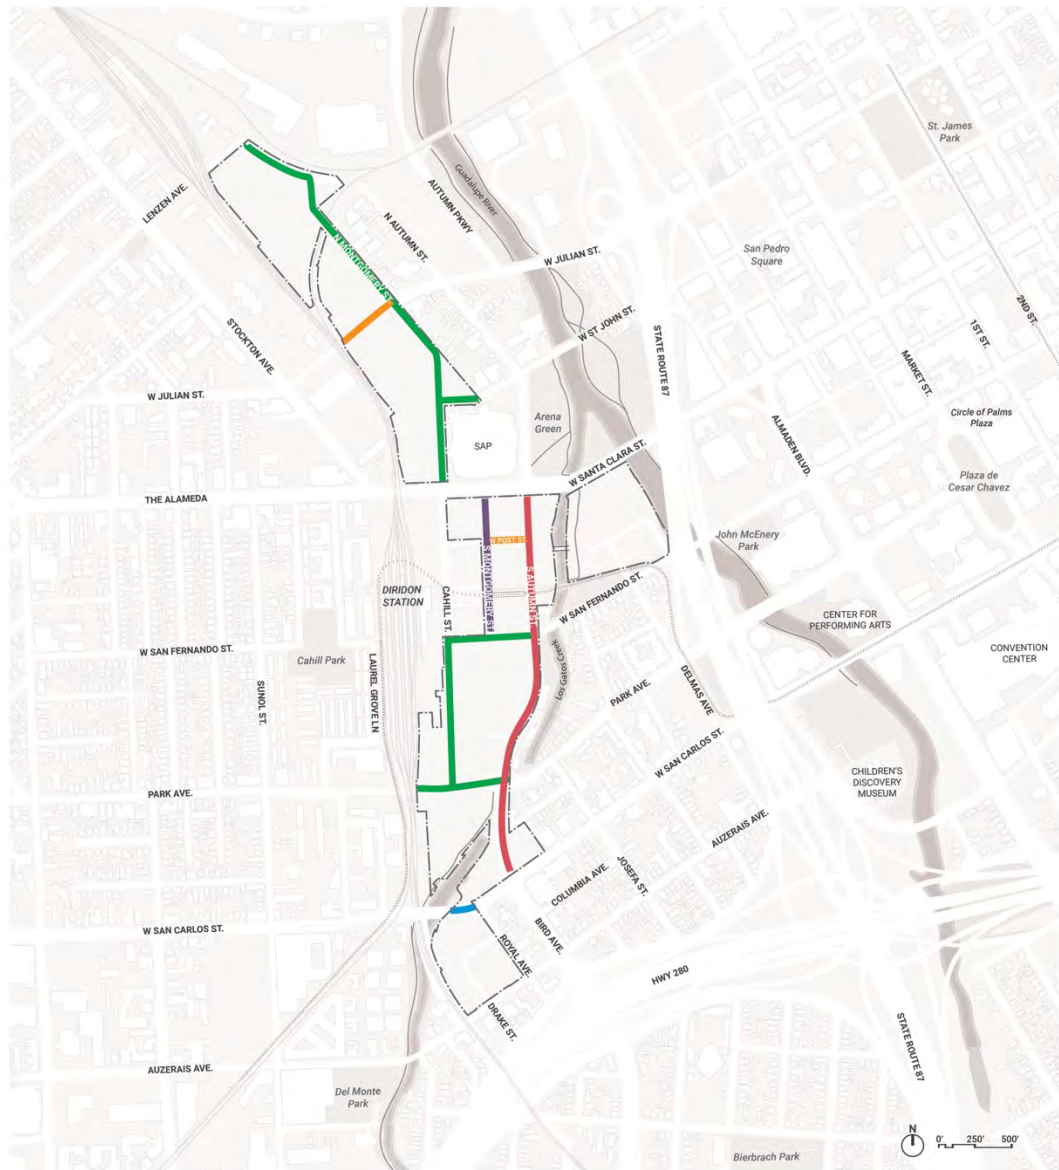 St. James
Park
LENZEN AVE.
AUTUMN PKWY
Guadalupe River
N AUTUMN ST.
N MONTGOMERY ST.
W JULIAN ST.
San Pedro
Square
2ND ST.
1ST ST.
STOCKTON AVE.
W ST JOHN ST.
STATE ROUTE 87
MARKET ST.
W JULIAN ST.
Arena
Green
SAP
ALMADEN BLVD.
Circle of Palms
Plaza
W SANTA CLARA ST.
Plaza de
Cesar Chavez
THE ALAMEDA
John McEnery
Park
W POST ST.
S MONTGOMERY ST.
S AUTUMN ST.
DIRIDON
STATION
CAHILL ST.
W SAN FERNANDO ST.
CENTER FOR
PERFORMING ARTS
CONVENTION
CENTER
W SAN FERNANDO ST.
Cahill Park
LAUREL GROVE LN
SUNOL ST.
Los Gatos Creek
PARK AVE.
DELMAS AVE
W SAN CARLOS ST.
CHILDREN'S
DISCOVERY
MUSEUM
PARK AVE.
AUZERAIS AVE.
COLUMBIA AVE.
JOSEFA ST.
W SAN CARLOS ST.
BIRD AVE.
ROYAL AVE.
HWY 280
DRAKE ST.
STATE ROUTE 87
AUZERAIS AVE.
Del Monte
Park
Bierbrach Park
N
0' 250' 500'